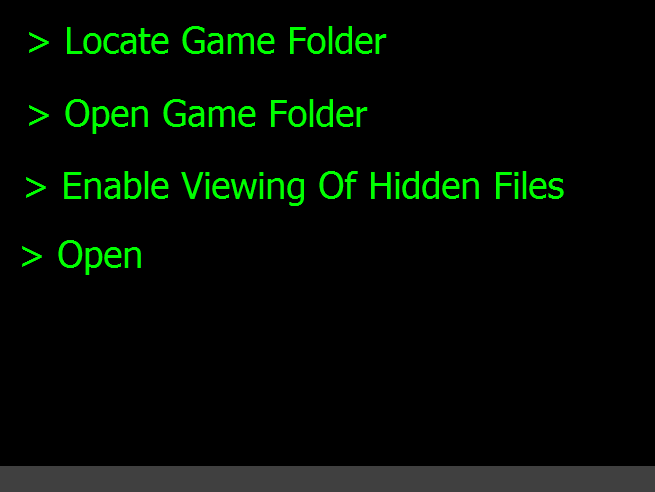 > Locate Game Folder
> Open Game Folder
> Enable Viewing Of Hidden Files
> Open